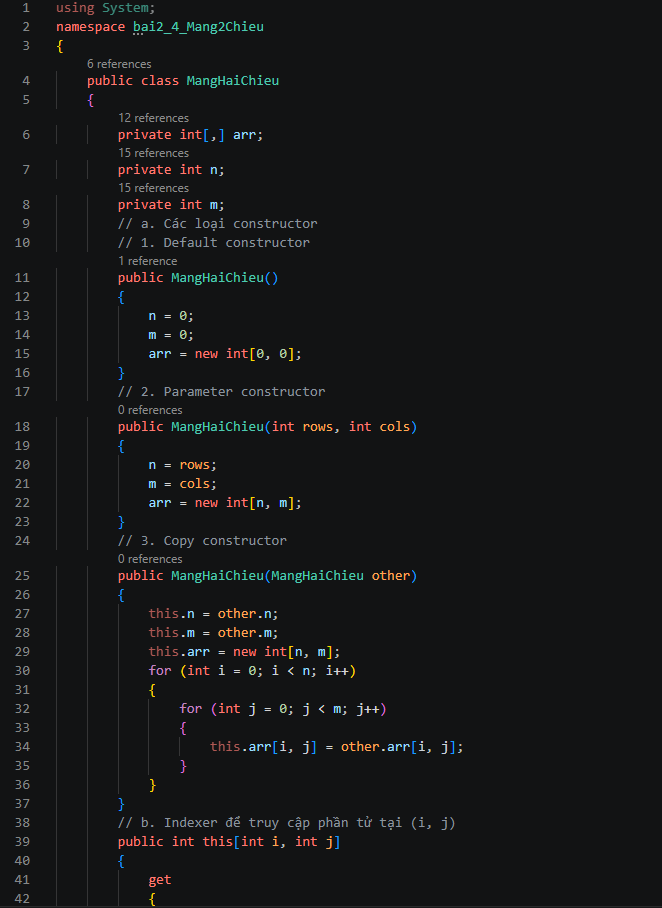 1 using System;
2 namespace bai2_4_Mang2Chieu
3 {
6 references
4 public class MangHaiChieu
5 {
12 references
6 private int[,] arr;
15 references
7 private int n;
15 references
8 private int m;
9 // a. Các loại constructor
10 // 1. Default constructor
1 reference
11 public MangHaiChieu()
12 {
13 n = 0;
14 m = 0;
15 arr = new int[0, 0];
16 }
17 // 2. Parameter constructor
0 references
18 public MangHaiChieu(int rows, int cols)
19 {
20 n = rows;
21 m = cols;
22 arr = new int[n, m];
23 }
24 // 3. Copy constructor
0 references
25 public MangHaiChieu(MangHaiChieu other)
26 {
27 this.n = other.n;
28 this.m = other.m;
29 this.arr = new int[n, m];
30 for (int i = 0; i < n; i++)
31 {
32 for (int j = 0; j < m; j++)
33 {
34 this.arr[i, j] = other.arr[i, j];
35 }
36 }
37 }
38 // b. Indexer để truy cập phần tử tại (i, j)
39 public int this[int i, int j]
40 {
41 get
42 {